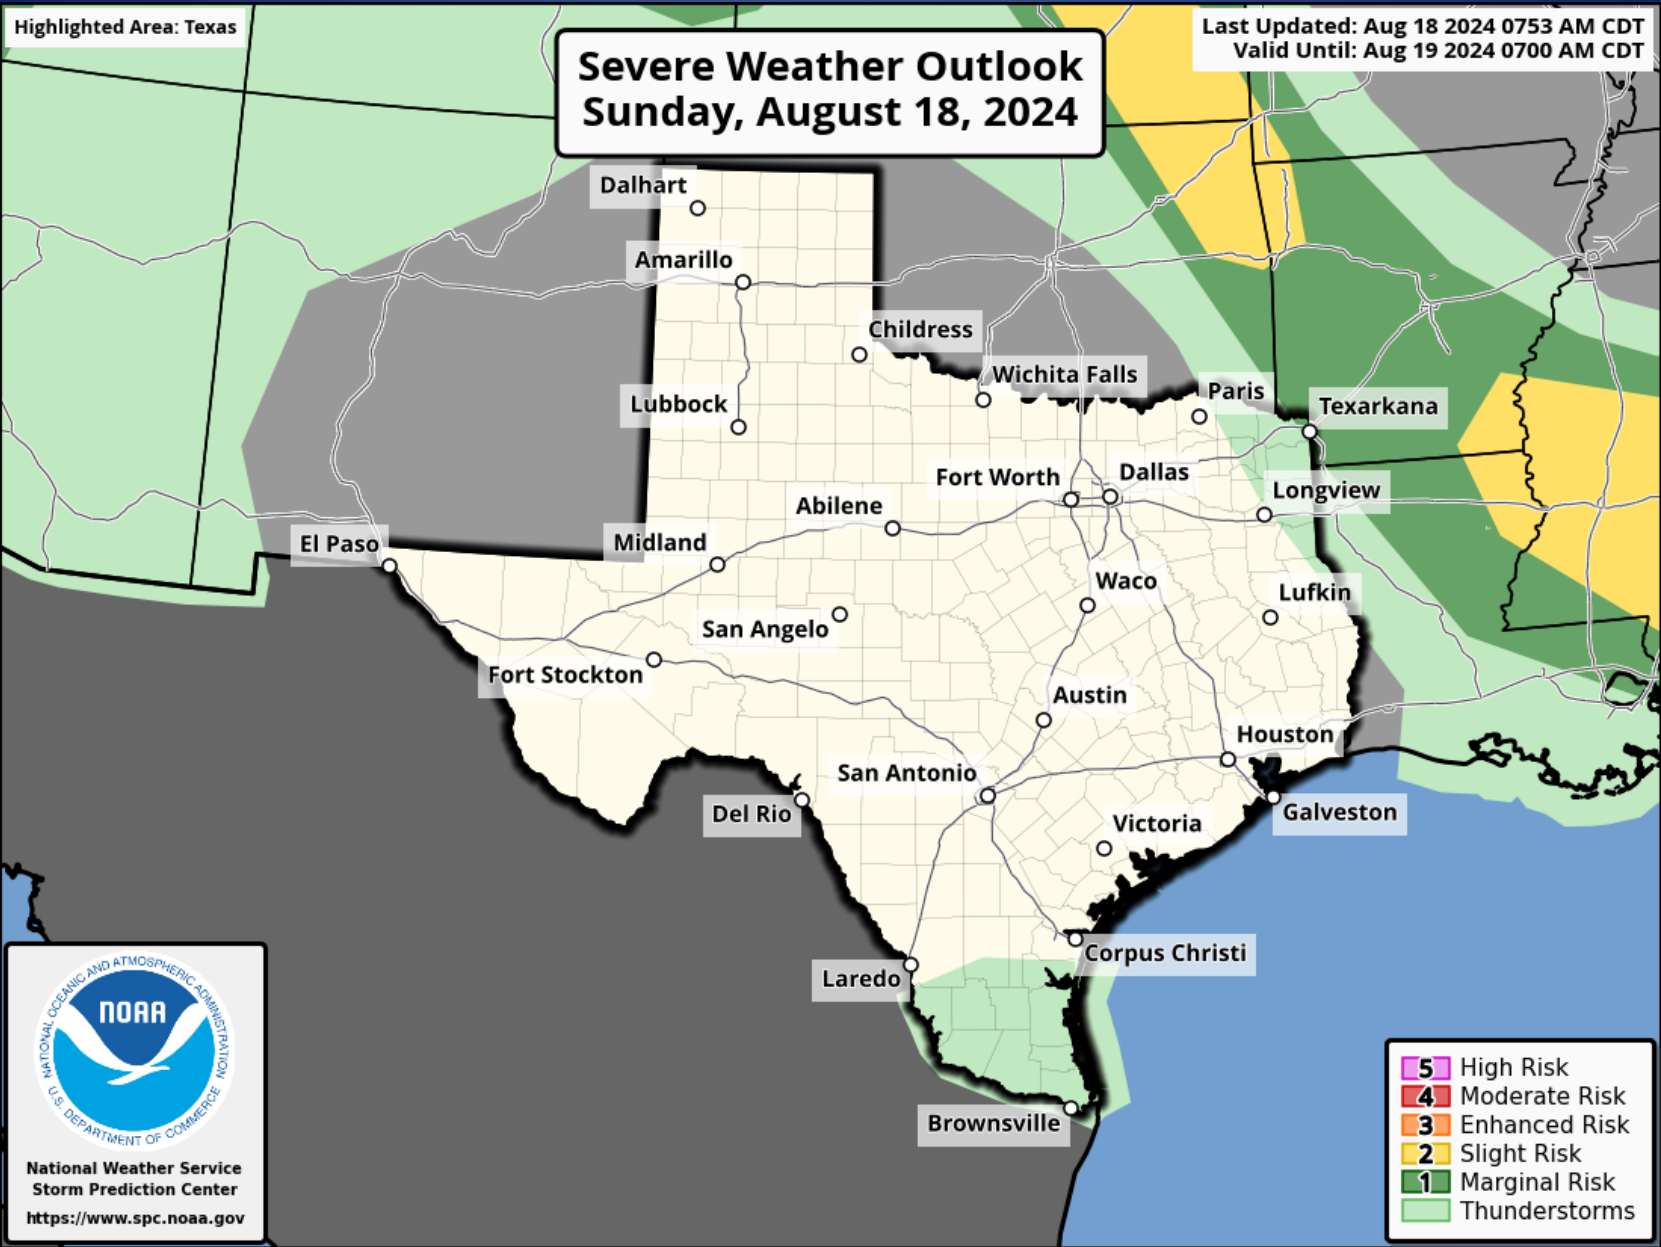 Highlighted Area: Texas
Severe Weather Outlook
Sunday, August 18, 2024
Last Updated: Aug 18 2024 0753 AM CDT
Valid Until: Aug 19 2024 0700 AM CDT
Dalhart
Amarillo
Childress
Wichita Falls
Paris
Texarkana
Lubbock
Fort Worth
Dallas
Longview
Abilene
El Paso
Midland
Waco
Lufkin
San Angelo
Fort Stockton
Austin
Houston
San Antonio
Del Rio
Galveston
Victoria
Corpus Christi
Laredo
Brownsville
NATIONAL OCEANIC AND ATMOSPHERIC ADMINISTRATION
NOAA
U.S. DEPARTMENT OF COMMERCE
National Weather Service
Storm Prediction Center
https://www.spc.noaa.gov
5 High Risk
4 Moderate Risk
3 Enhanced Risk
2 Slight Risk
1 Marginal Risk
Thunderstorms